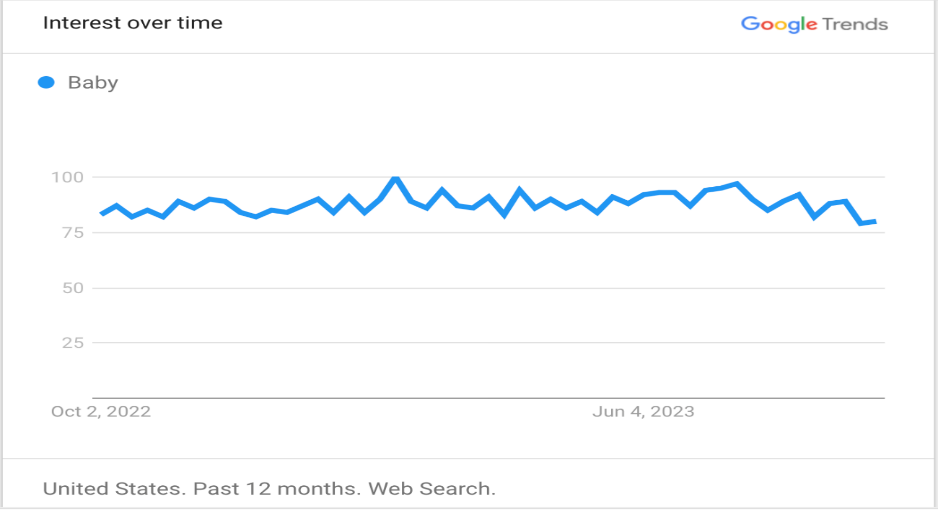 Interest over time
Google Trends
Baby
100
75
50
25
Oct 2, 2022
Jun 4, 2023
United States. Past 12 months. Web Search.